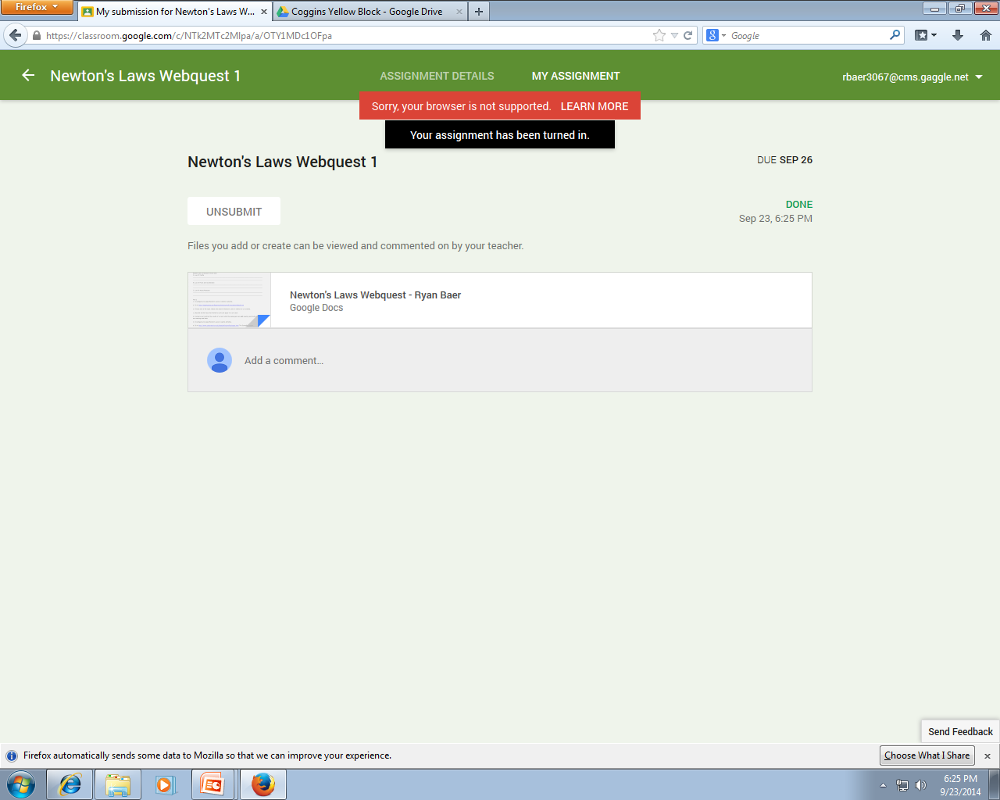 Firefox
My submission for Newton's Laws W...
Coggins Yellow Block - Google Drive
https://classroom.google.com/c/NTk2MTc2Mlpa/a/OTY1MDc1OFpa
Google
Newton's Laws Webquest 1
ASSIGNMENT DETAILS
MY ASSIGNMENT
rbaer3067@cms.gaggle.net
Sorry, your browser is not supported. LEARN MORE
Your assignment has been turned in.
Newton's Laws Webquest 1
DUE SEP 26
UNSUBMIT
DONE
Sep 23, 6:25 PM
Files you add or create can be viewed and commented on by your teacher.
Newton's Laws Webquest - Ryan Baer
Google Docs
Add a comment...
Send Feedback
Firefox automatically sends some data to Mozilla so that we can improve your experience.
Choose What I Share
6:25 PM
9/23/2014